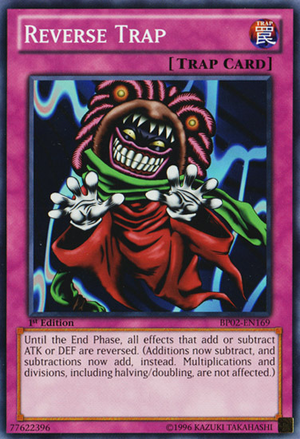 REVERSE TRAP
TRAP
罠
[TRAP CARD]
1st Edition
BP02-EN169
Until the End Phase, all effects that add or subtract
ATK or DEF are reversed. (Additions now subtract, and
subtractions now add, instead. Multiplications and
divisions, including halving/doubling, are not affected.)
77622396
©1996 KAZUKI TAKAHASHI